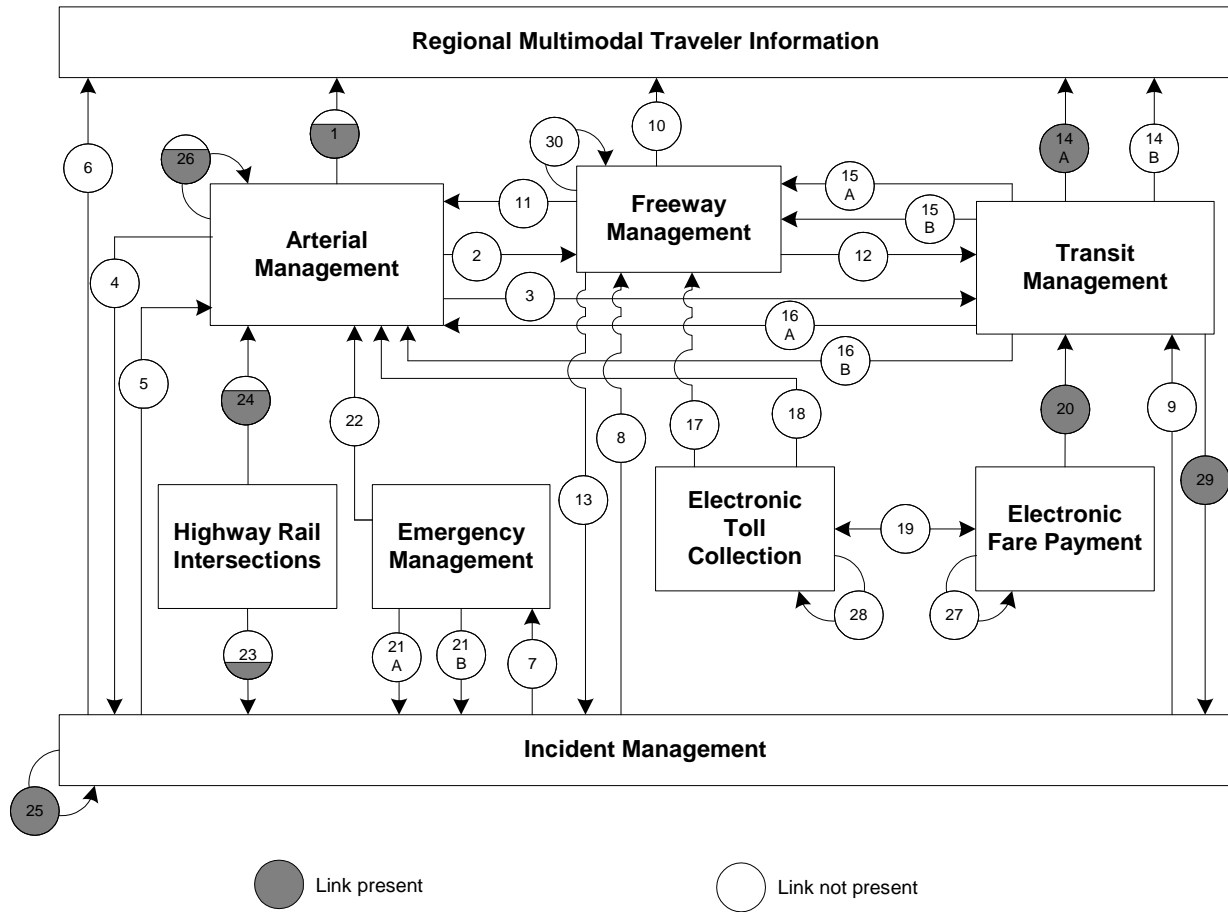 Regional Multimodal Traveler Information
1
10
14
A
14
B
6
26
30
15
A
11
15
B
Freeway
Management
Arterial
Management
Transit
Management
2
12
4
3
16
A
16
B
5
24
22
8
17
18
20
9
13
29
Highway Rail
Intersections
Emergency
Management
Electronic
Toll
Collection
19
Electronic
Fare Payment
28
27
23
21
A
21
B
7
Incident Management
25
Link present
Link not present